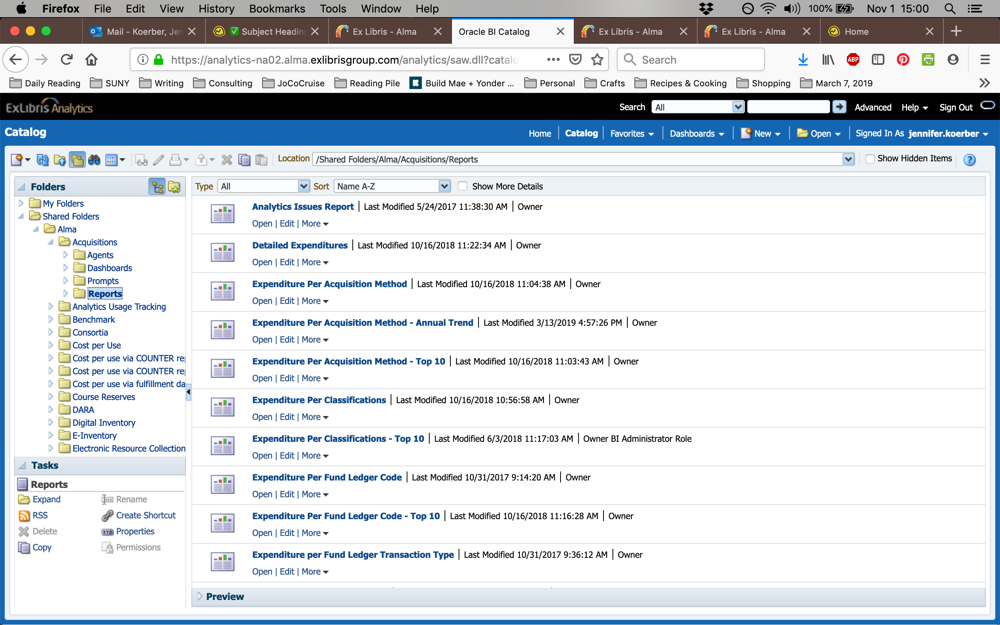 Firefox File Edit View History Bookmarks Tools Window Help 100% Nov 1 15:00
Mail - Koerber, Jen Subject Heading Ex Libris - Alma Oracle BI Catalog Ex Libris - Alma Ex Libris - Alma Home
https://analytics-na02.alma.exlibrisgroup.com/analytics/saw.dll?catalo Search ABP
Daily Reading SUNY Writing Consulting JoCoCruise Reading Pile Build Mae + Yonder ... Personal Crafts Recipes & Cooking Shopping March 7, 2019
ExLibris Analytics Search All Advanced Help Sign Out
Catalog Home Catalog Favorites Dashboards New Open Signed In As jennifer.koerber
Location /Shared Folders/Alma/Acquisitions/Reports Show Hidden Items
Folders
My Folders
Shared Folders
Alma
Acquisitions
Agents
Dashboards
Prompts
Reports
Analytics Usage Tracking
Benchmark
Consortia
Cost per Use
Cost per use via COUNTER re
Cost per use via COUNTER re
Cost per use via fulfillment da
Course Reserves
DARA
Digital Inventory
E-Inventory
Electronic Resource Collection
Tasks
Reports
Expand Rename
RSS Create Shortcut
Delete Properties
Copy Permissions
Type All Sort Name A-Z Show More Details
Analytics Issues Report | Last Modified 5/24/2017 11:38:30 AM | Owner
Open | Edit | More
Detailed Expenditures | Last Modified 10/16/2018 11:22:34 AM | Owner
Open | Edit | More
Expenditure Per Acquisition Method | Last Modified 10/16/2018 11:04:38 AM | Owner
Open | Edit | More
Expenditure Per Acquisition Method - Annual Trend | Last Modified 3/13/2019 4:57:26 PM | Owner
Open | Edit | More
Expenditure Per Acquisition Method - Top 10 | Last Modified 10/16/2018 11:03:43 AM | Owner
Open | Edit | More
Expenditure Per Classifications | Last Modified 10/16/2018 10:56:58 AM | Owner
Open | Edit | More
Expenditure Per Classifications - Top 10 | Last Modified 6/3/2018 11:17:03 AM | Owner BI Administrator Role
Open | Edit | More
Expenditure Per Fund Ledger Code | Last Modified 10/31/2017 9:14:20 AM | Owner
Open | Edit | More
Expenditure Per Fund Ledger Code - Top 10 | Last Modified 10/16/2018 11:16:28 AM | Owner
Open | Edit | More
Expenditure per Fund Ledger Transaction Type | Last Modified 10/31/2017 9:36:12 AM | Owner
Open | Edit | More
Preview